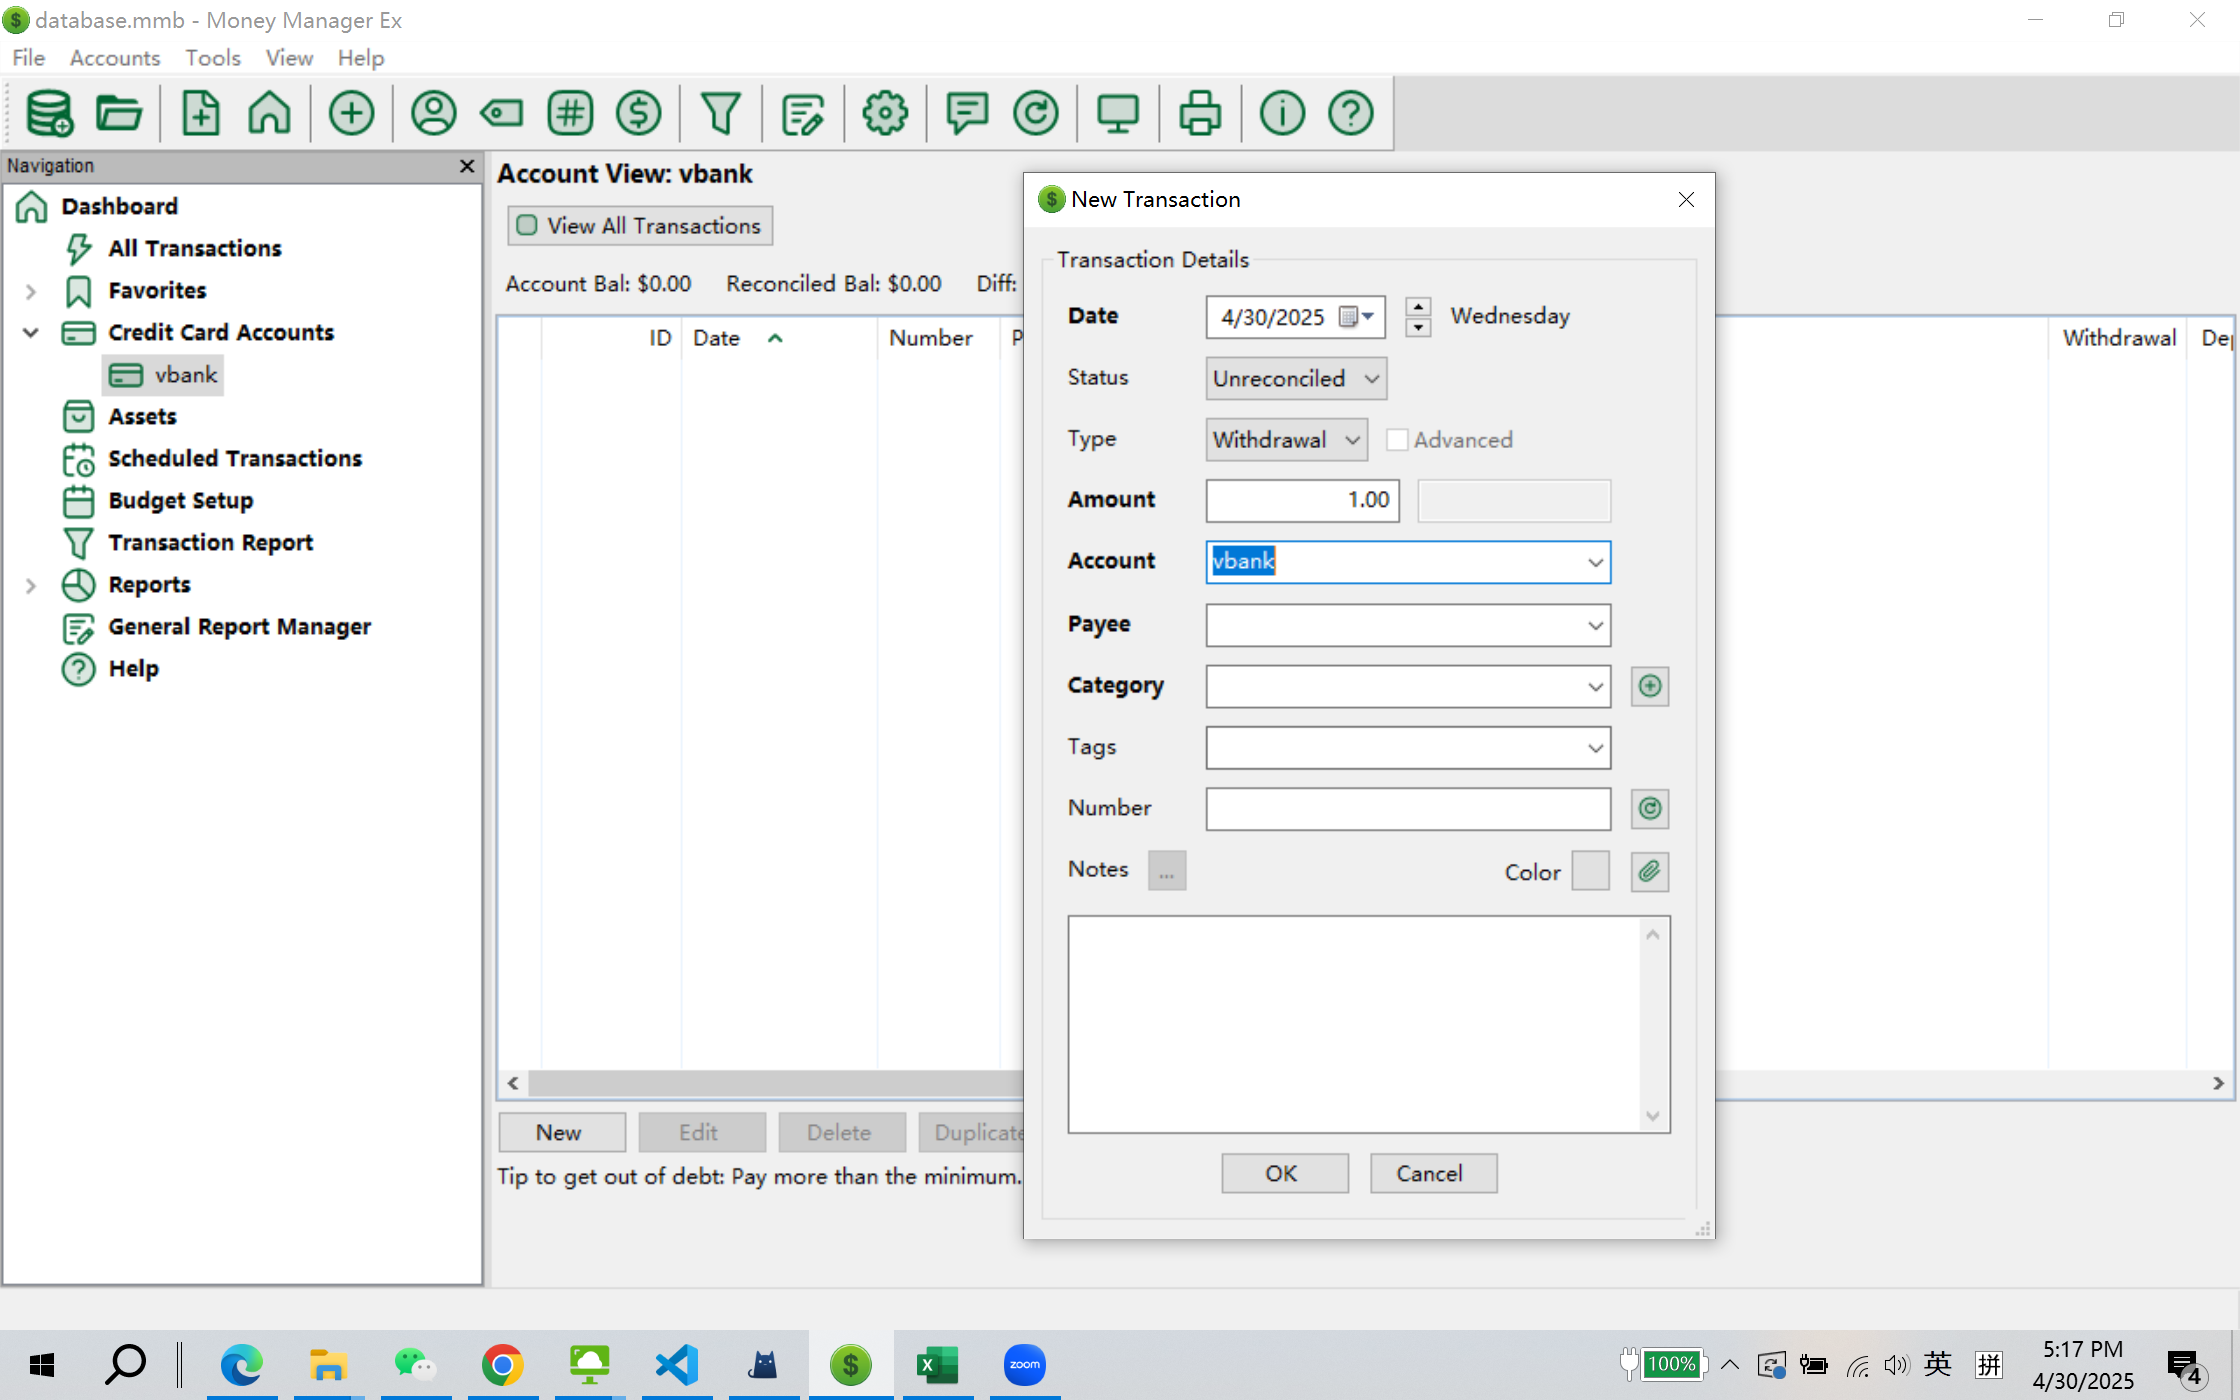 database.mmb - Money Manager Ex
File Accounts Tools View Help
Navigation
Dashboard
All Transactions
Favorites
Credit Card Accounts
vbank
Assets
Scheduled Transactions
Budget Setup
Transaction Report
Reports
General Report Manager
Help
Account View: vbank
View All Transactions
Account Bal: $0.00 Reconciled Bal: $0.00 Diff:
ID Date Number P Withdrawal De
New Edit Delete Duplicate
Tip to get out of debt: Pay more than the minimum.
New Transaction
Transaction Details
Date 4/30/2025 Wednesday
Status Unreconciled
Type Withdrawal Advanced
Amount 1.00
Account vbank
Payee
Category
Tags
Number
Notes ... Color
OK Cancel
zoom
100%
英
拼
5:17 PM
4/30/2025
4